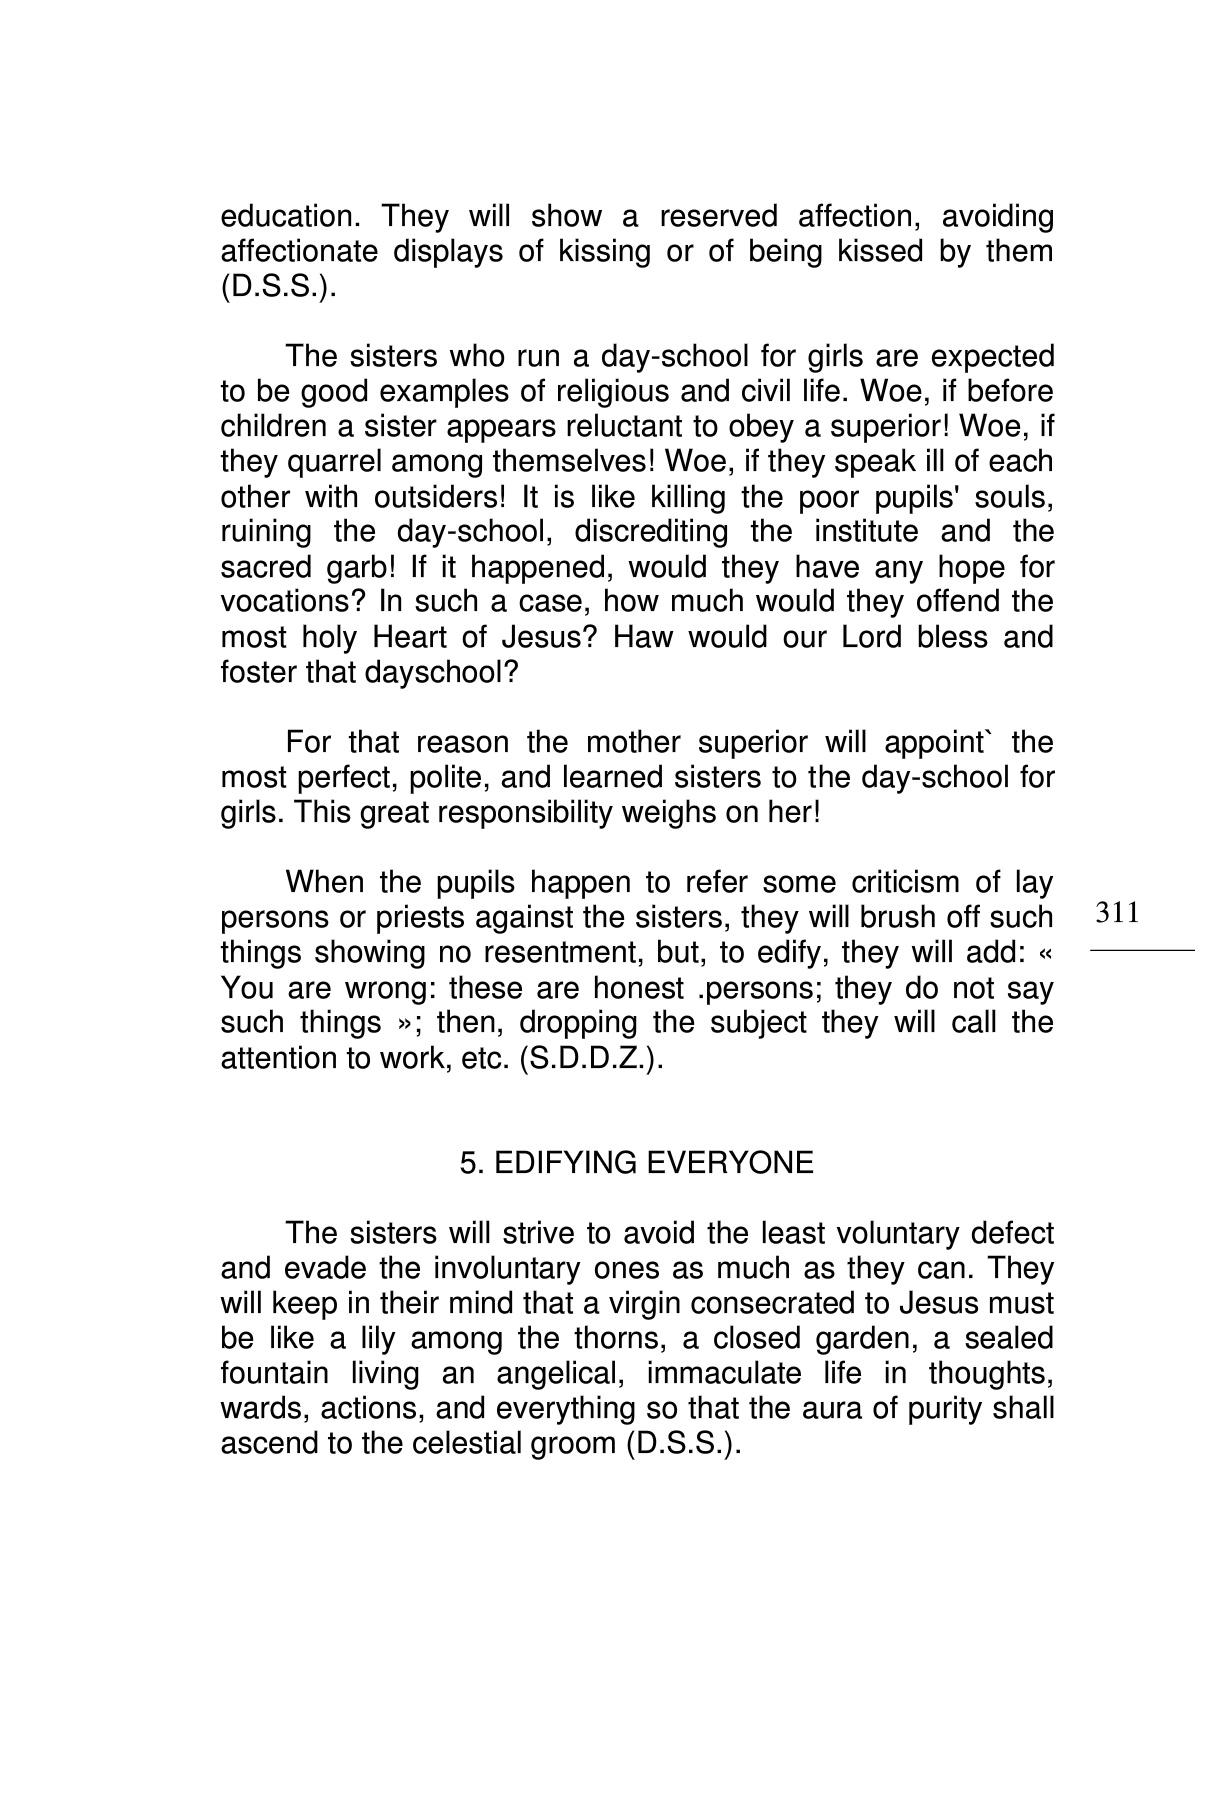 education. They will show a reserved affection, avoiding
affectionate displays of kissing or of being kissed by them
(D.S.S.).
The sisters who run a day-school for girls are expected
to be good examples of religious and civil life. Woe, if before
children a sister appears reluctant to obey a superior! Woe, if
they quarrel among themselves! Woe, if they speak ill of each
other with outsiders! It is like killing the poor pupils' souls,
ruining the day-school, discrediting the institute and the
sacred garb! If it happened, would they have any hope for
vocations? In such a case, how much would they offend the
most holy Heart of Jesus? Haw would our Lord bless and
foster that dayschool?
For that reason the mother superior will appoint` the
most perfect, polite, and learned sisters to the day-school for
girls. This great responsibility weighs on her!
When the pupils happen to refer some criticism of lay
persons or priests against the sisters, they will brush off such
things showing no resentment, but, to edify, they will add: «
You are wrong: these are honest .persons; they do not say
such things »; then, dropping the subject they will call the
attention to work, etc. (S.D.D.Z.).
311
5. EDIFYING EVERYONE
The sisters will strive to avoid the least voluntary defect
and evade the involuntary ones as much as they can. They
will keep in their mind that a virgin consecrated to Jesus must
be like a lily among the thorns, a closed garden, a sealed
fountain living an angelical, immaculate life in thoughts,
wards, actions, and everything so that the aura of purity shall
ascend to the celestial groom (D.S.S.).